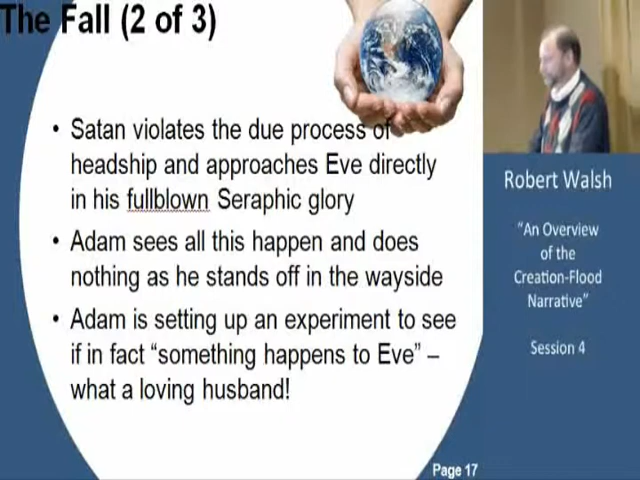 The Fall (2 of 3)
• Satan violates the due process of
headship and approaches Eve directly
in his fullblown Seraphic glory
• Adam sees all this happen and does
nothing as he stands off in the wayside
• Adam is setting up an experiment to see
if in fact “something happens to Eve” –
what a loving husband!
Page 17
Robert Walsh
“An Overview
of the
Creation-Flood
Narrative”
Session 4